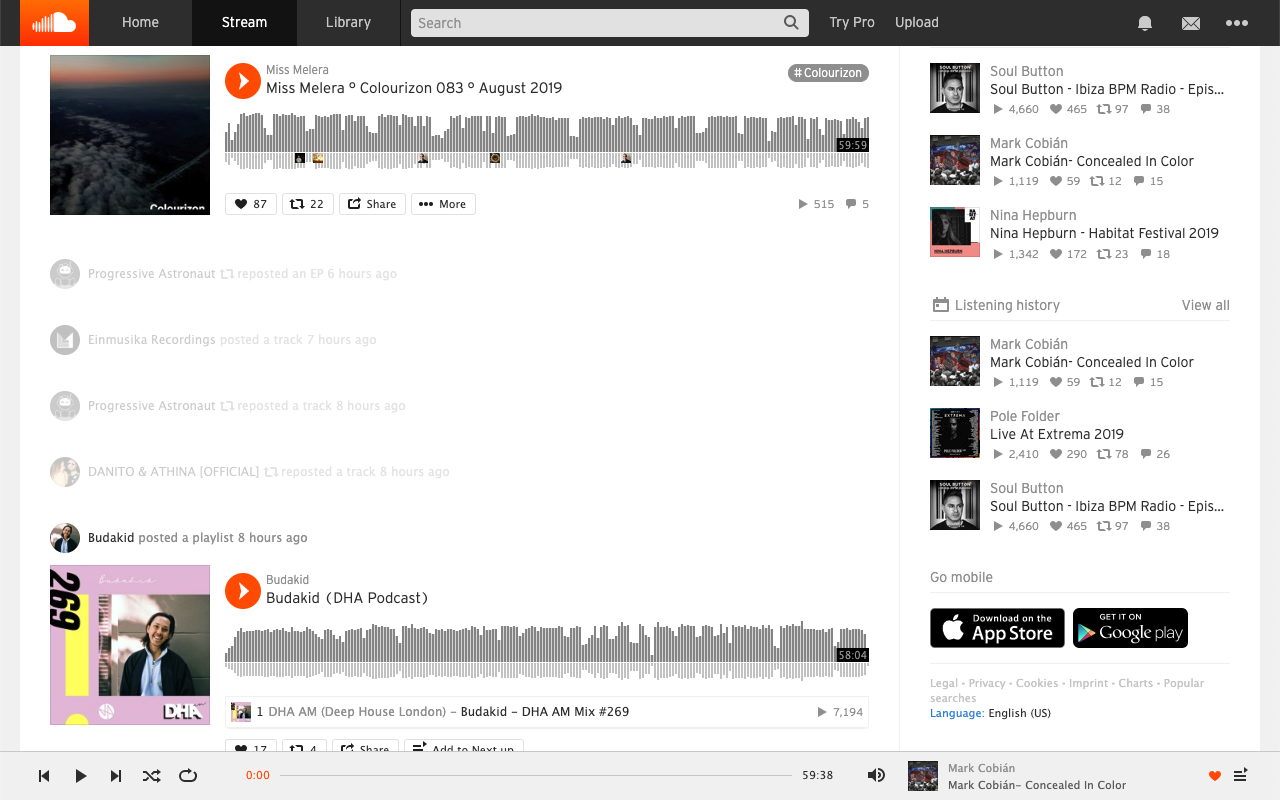 Home
Stream
Library
Search
Try Pro
Upload
Miss Melera
Miss Melera º Colourizon 083 º August 2019
# Colourizon
59:59
Colourizon
87
22
Share
More
515
5
Progressive Astronaut reposted an EP 6 hours ago
Einmusika Recordings posted a track 7 hours ago
Progressive Astronaut reposted a track 8 hours ago
DANITO & ATHINA [OFFICIAL] reposted a track 8 hours ago
Budakid posted a playlist 8 hours ago
269
budakid
DHA
Budakid
Budakid (DHA Podcast)
58:04
1 DHA AM (Deep House London) – Budakid – DHA AM Mix #269
7,194
17
4
Share
Add to Next up
Soul Button
Soul Button - Ibiza BPM Radio - Epis...
4,660
465
97
38
Mark Cobián
Mark Cobián- Concealed In Color
1,119
59
12
15
Nina Hepburn
Nina Hepburn - Habitat Festival 2019
1,342
172
23
18
Listening history
View all
Mark Cobián
Mark Cobián- Concealed In Color
1,119
59
12
15
Pole Folder
Live At Extrema 2019
2,410
290
78
26
Soul Button
Soul Button - Ibiza BPM Radio - Epis...
4,660
465
97
38
Go mobile
Download on the
App Store
GET IT ON
Google play
Legal - Privacy - Cookies - Imprint - Charts - Popular
searches
Language: English (US)
0:00
59:38
Mark Cobián
Mark Cobián– Concealed In Color